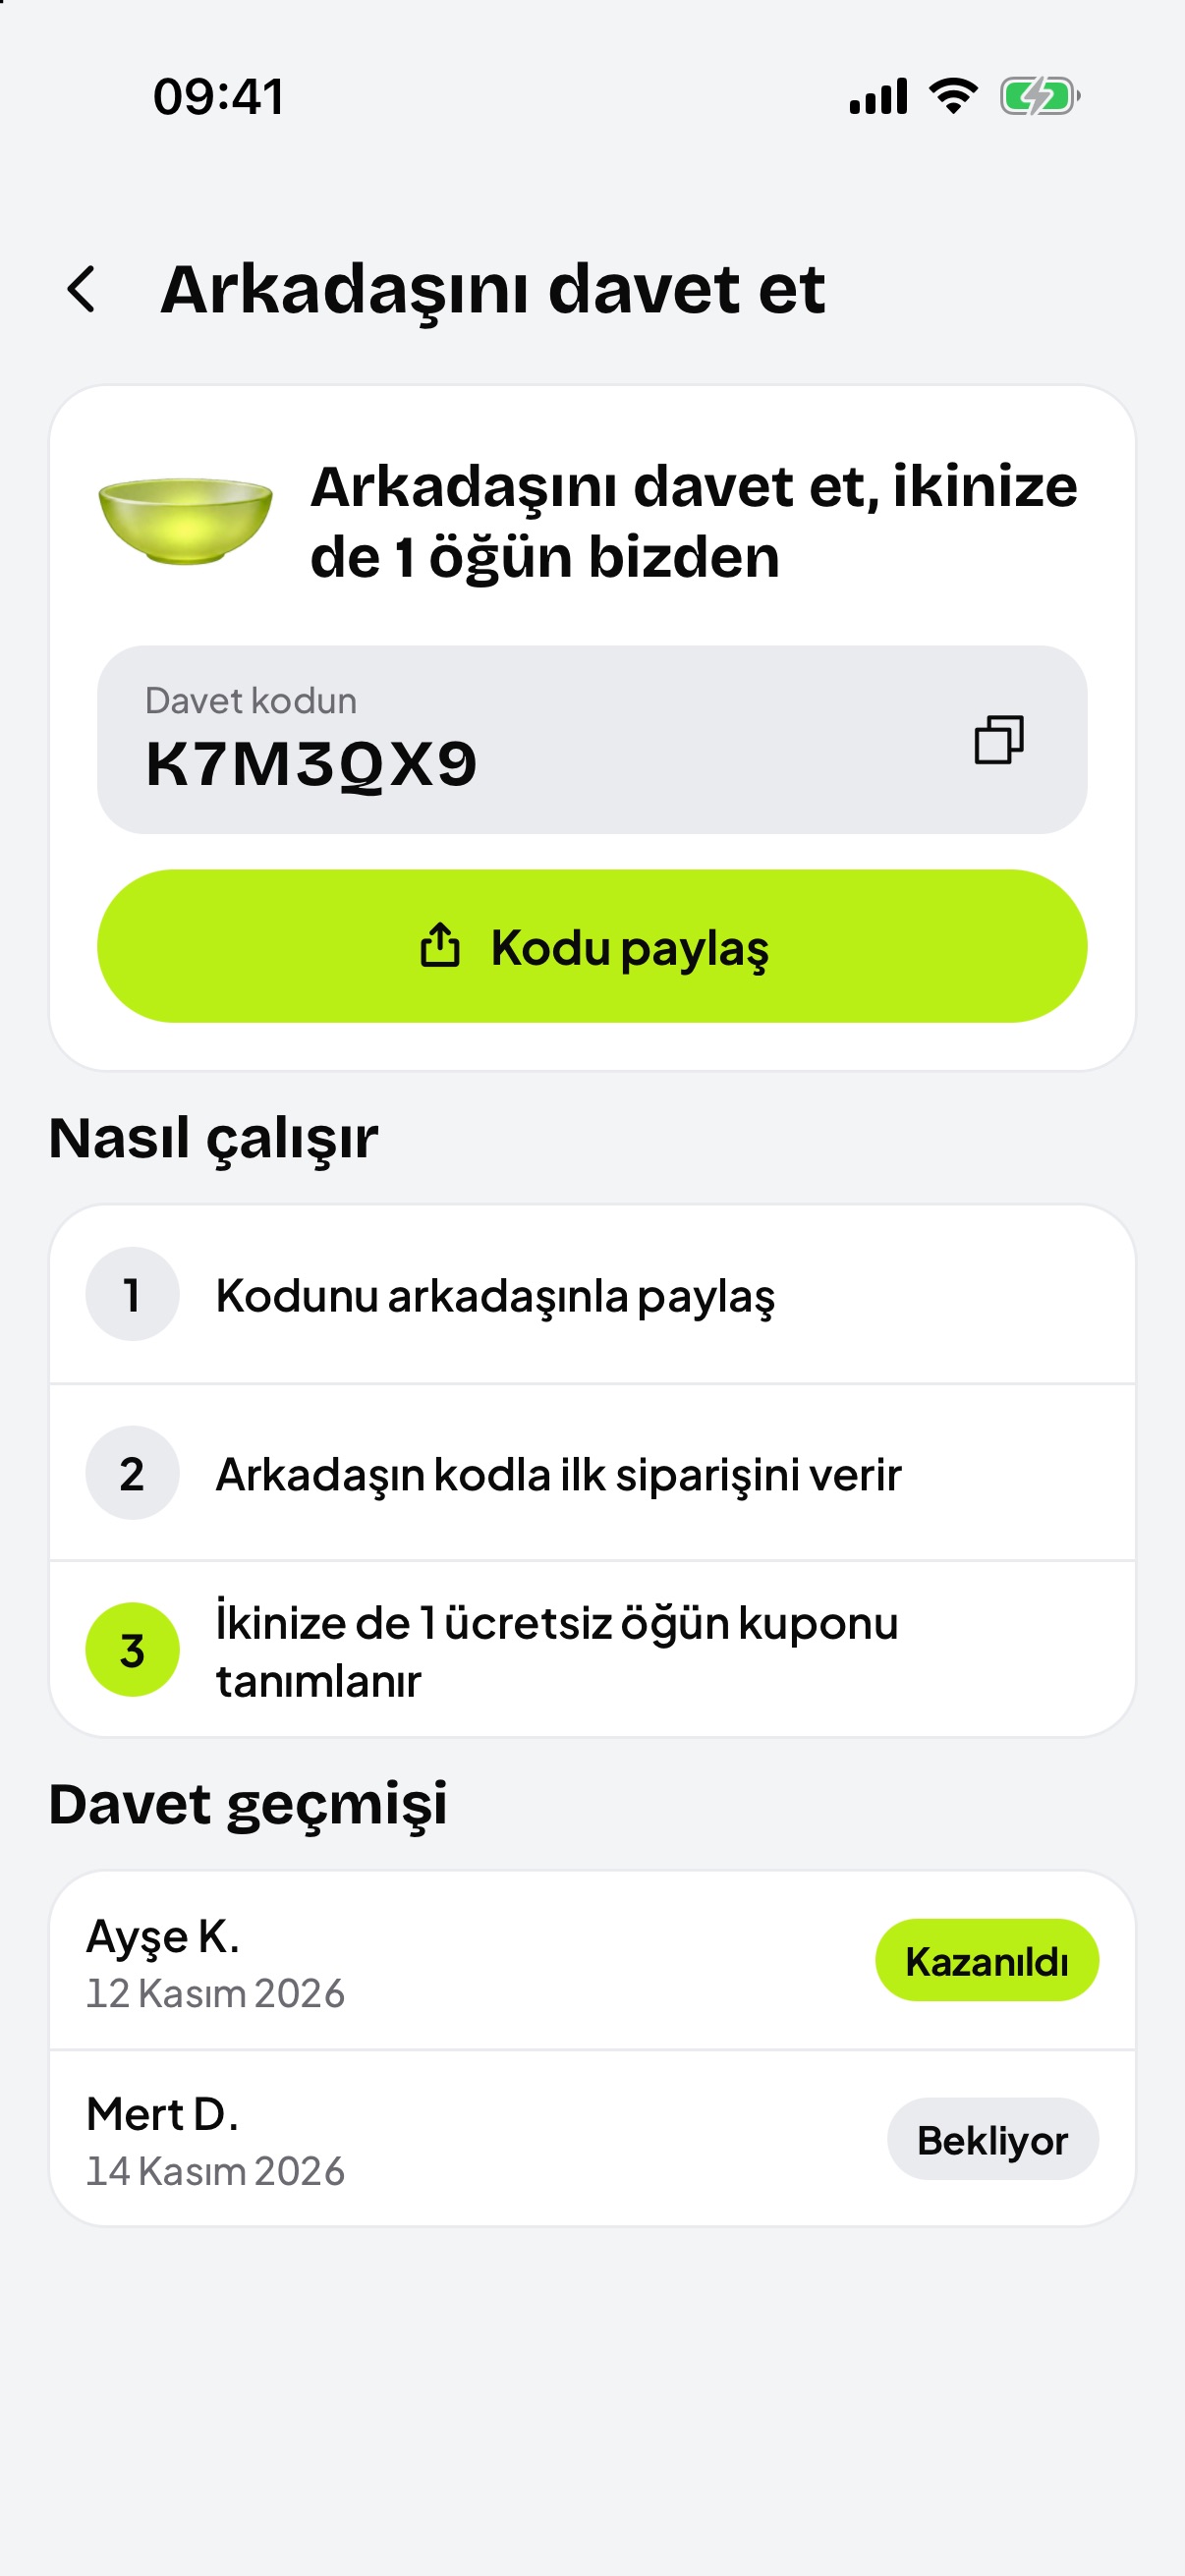 09:41
Arkadaşını davet et
Arkadaşını davet et, ikinize
de 1 öğün bizden
Davet kodun
K7M3QX9
Kodu paylaş
Nasıl çalışır
1
Kodunu arkadaşınla paylaş
2
Arkadaşın kodla ilk siparişini verir
3
İkinize de 1 ücretsiz öğün kuponu
tanımlanır
Davet geçmişi
Ayşe K.
12 Kasım 2026
Kazanıldı
Mert D.
14 Kasım 2026
Bekliyor